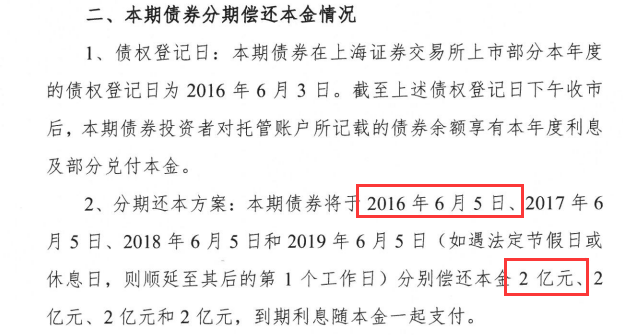 二、本期债券分期偿还本金情况
1、债权登记日：本期债券在上海证券交易所上市部分本年度
的债权登记日为 2016 年 6 月 3 日。截至上述债权登记日下午收市
后，本期债券投资者对托管账户所记载的债券余额享有本年度利息
及部分兑付本金。
2、分期还本方案：本期债券将于 2016 年 6 月 5 日、2017 年 6
月 5 日、2018 年 6 月 5 日和 2019 年 6 月 5 日（如遇法定节假日或
休息日，则顺延至其后的第 1 个工作日）分别偿还本金 2 亿元、2
亿元、2 亿元和 2 亿元，到期利息随本金一起支付。